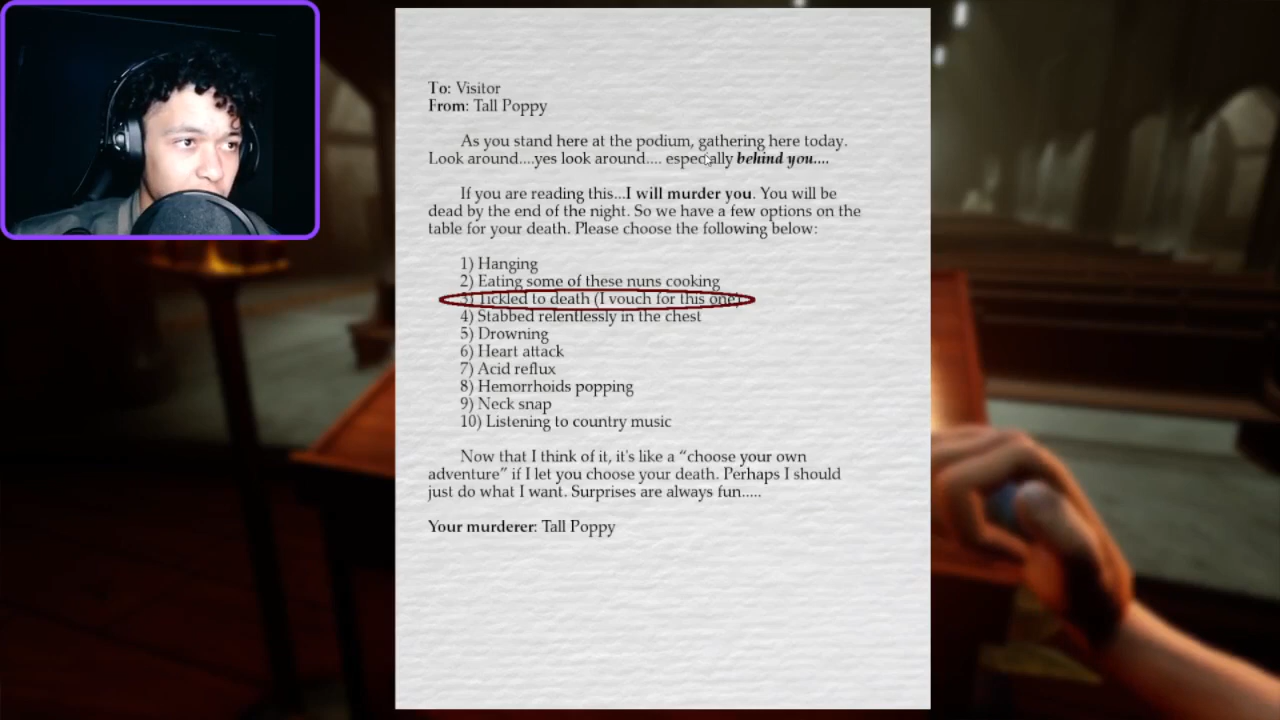 To: Visitor
From: Tall Poppy
As you stand here at the podium, gathering here today.
Look around....yes look around.... especially behind you....
If you are reading this...I will murder you. You will be
dead by the end of the night. So we have a few options on the
table for your death. Please choose the following below:
1) Hanging
2) Eating some of these nuns cooking
3) Tickled to death (I vouch for this one)
4) Stabbed relentlessly in the chest
5) Drowning
6) Heart attack
7) Acid reflux
8) Hemorrhoids popping
9) Neck snap
10) Listening to country music
Now that I think of it, it's like a “choose your own
adventure” if I let you choose your death. Perhaps I should
just do what I want. Surprises are always fun.....
Your murderer: Tall Poppy